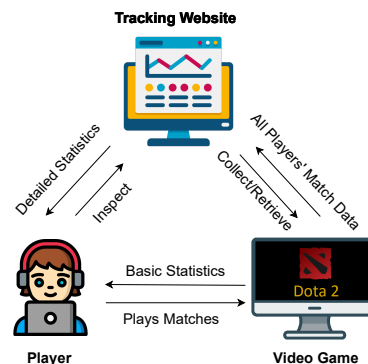 Tracking Website
Detailed Statistics
Inspect
Collect/Retrieve
All Players' Match Data
Basic Statistics
Plays Matches
Dota 2
Player
Video Game